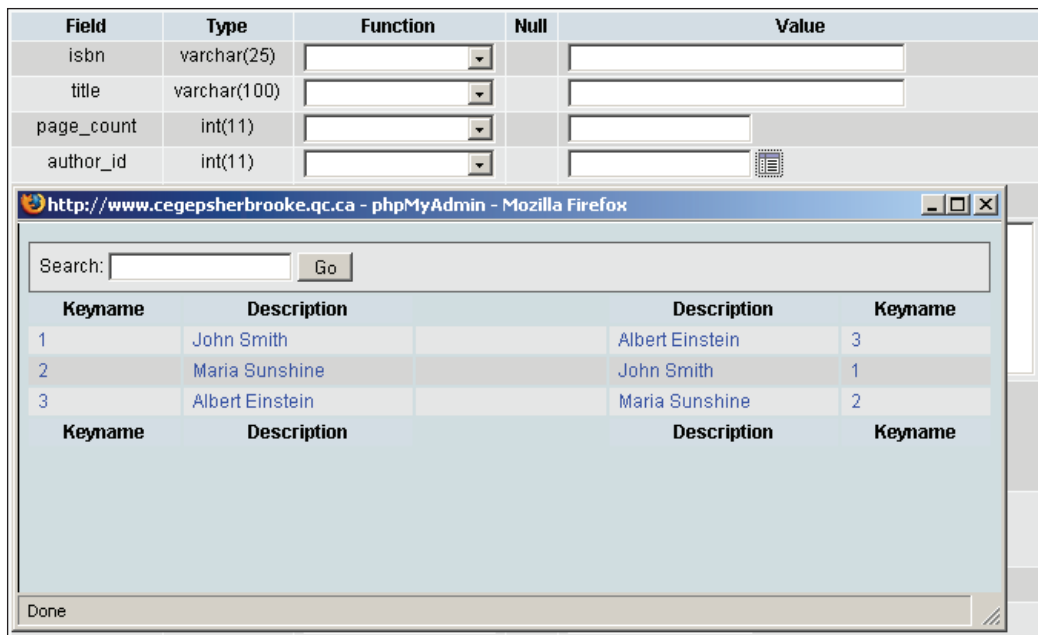 Field Type Function Null Value
isbn varchar(25)
title varchar(100)
page_count int(11)
author_id int(11)
http://www.cegepsherbrooke.qc.ca - phpMyAdmin - Mozilla Firefox
Search: Go
Keyname Description Description Keyname
1 John Smith Albert Einstein 3
2 Maria Sunshine John Smith 1
3 Albert Einstein Maria Sunshine 2
Keyname Description Description Keyname
Done